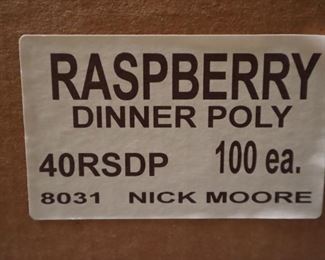 RASPBERRY
DINNER POLY
40RSDP 100 ea.
8031 NICK MOORE